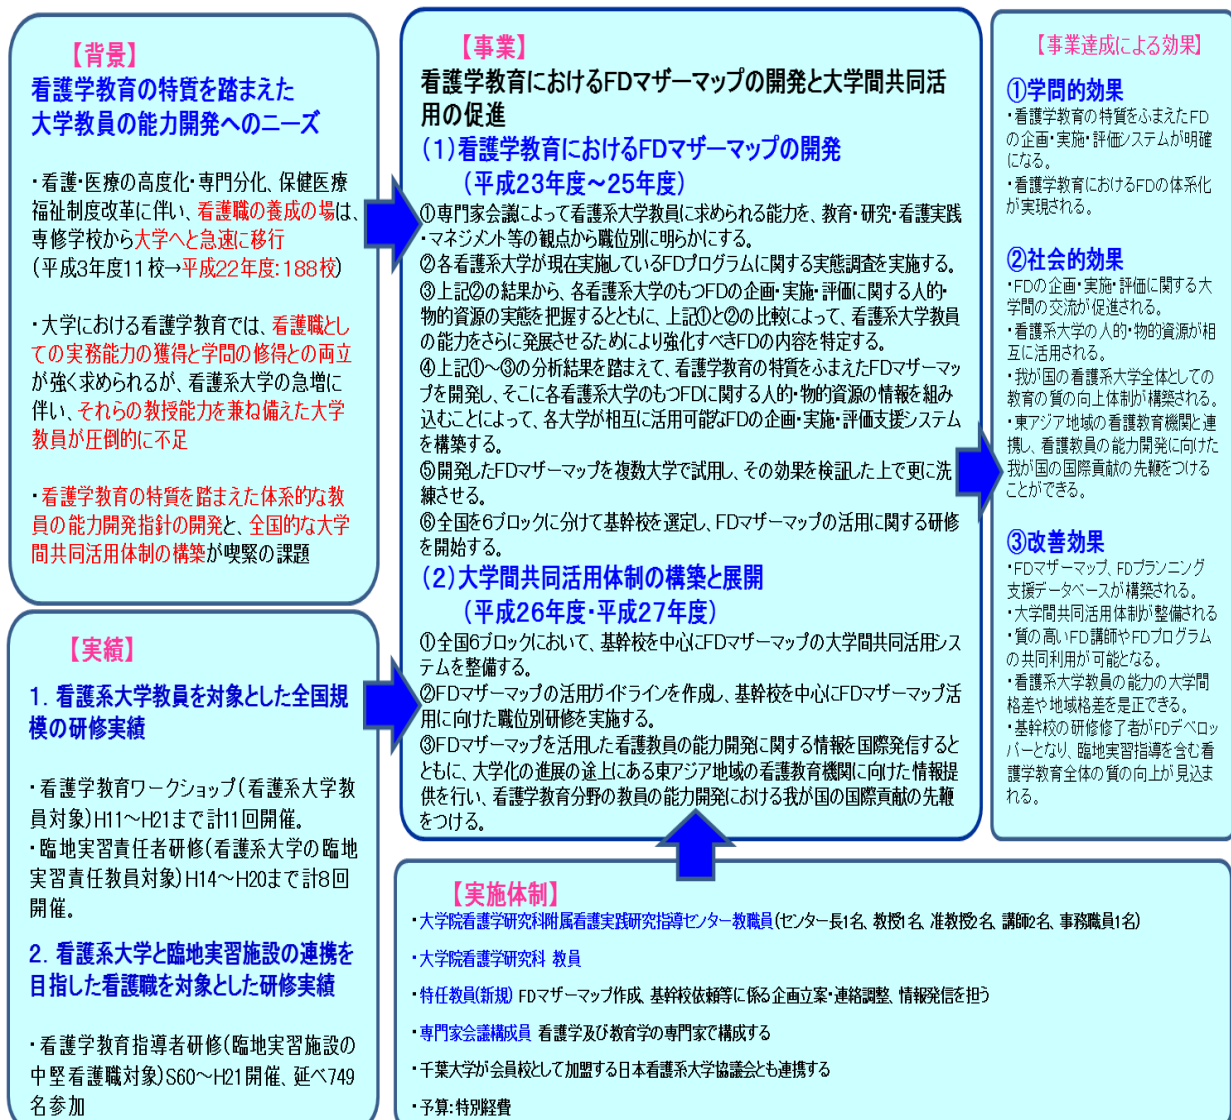 【背景】
看護学教育の特質を踏まえた
大学教員の能力開発へのニーズ
・看護・医療の高度化・専門分化、保健医療
福祉制度改革に伴い、看護職の養成の場は、
専修学校から大学へと急速に移行
(平成3年度11校→平成22年度:188校)
・大学における看護学教育では、看護職とし
ての実務能力の獲得と学問の修得との両立
が強く求められるが、看護系大学の急増に
伴い、それらの教授能力を兼ね備えた大学
教員が圧倒的に不足
・看護学教育の特質を踏まえた体系的な教
員の能力開発指針の開発と、全国的な大学
間共同活用体制の構築が喫緊の課題
【実績】
1．看護系大学教員を対象とした全国規
模の研修実績
・看護学教育ワークショップ(看護系大学教
員対象)H11～H21まで計11回開催。
・臨地実習責任者研修(看護系大学の臨地
実習責任教員対象)H14～H20まで計8回
開催。
2．看護系大学と臨地実習施設の連携を
目指した看護職を対象とした研修実績
・看護学教育指導者研修(臨地実習施設の
中堅看護職対象)S60～H21開催、延べ749
名参加
【事業】
看護学教育におけるFDマザーマップの開発と大学間共同活
用の促進
(1)看護学教育におけるFDマザーマップの開発
(平成23年度～25年度)
①専門家会議によって看護系大学教員に求められる能力を、教育・研究・看護実践
・マネジメント等の観点から職位別に明らかにする。
②各看護系大学が現在実施しているFDプログラムに関する実態調査を実施する。
③上記②の結果から、各看護系大学のもつFDの企画・実施・評価に関する人的・
物的資源の実態を把握するとともに、上記①と②の比較によって、看護系大学教員
の能力をさらに発展させるためにより強化すべきFDの内容を特定する。
④上記①～③の分析結果を踏まえて、看護学教育の特質をふまえたFDマザーマッ
プを開発し、そこに各看護系大学のもつFDに関する人的・物的資源の情報を組み
込むことによって、各大学が相互に活用可能なFDの企画・実施・評価支援システム
を構築する。
⑤開発したFDマザーマップを複数大学で試用し、その効果を検証した上で更に洗
練させる。
⑥全国を6ブロックに分けて基幹校を選定し、FDマザーマップの活用に関する研修
を開始する。
(2)大学間共同活用体制の構築と展開
(平成26年度・平成27年度)
①全国6ブロックにおいて、基幹校を中心にFDマザーマップの大学間共同活用シス
テムを整備する。
②FDマザーマップの活用ガイドラインを作成し、基幹校を中心にFDマザーマップ活
用に向けた職位別研修を実施する。
③FDマザーマップを活用した看護教員の能力開発に関する情報を国際発信すると
ともに、大学化の進展の途上にある東アジア地域の看護教育機関に向けた情報提
供を行い、看護学教育分野の教員の能力開発における我が国の国際貢献の先鞭
をつける。
【実施体制】
・大学院看護学研究科附属看護実践研究指導センター教職員(センター長1名、教授1名、准教授2名、講師2名、事務職員1名)
・大学院看護学研究科 教員
・特任教員(新規) FDマザーマップ作成、基幹校依頼等に係る企画立案・連絡調整、情報発信を担う
・専門家会議構成員 看護学及び教育学の専門家で構成する
・千葉大学が会員校として加盟する日本看護系大学協議会とも連携する
・予算:特別経費
【事業達成による効果】
①学問的効果
・看護学教育の特質をふまえたFD
の企画・実施・評価システムが明確
になる。
・看護学教育におけるFDの体系化
が実現される。
②社会的効果
・FDの企画・実施・評価に関する大
学間の交流が促進される。
・看護系大学の人的・物的資源が相
互に活用される。
・我が国の看護系大学全体としての
教育の質の向上体制が構築される。
・東アジア地域の看護教育機関と連
携し、看護教員の能力開発に向けた
我が国の国際貢献の先鞭をつける
ことができる。
③改善効果
・FDマザーマップ、FDプランニング
支援データベースが構築される。
・大学間共同活用体制が整備される
・質の高いFD講師やFDプログラム
の共同利用が可能となる。
・看護系大学教員の能力の大学間
格差や地域格差を是正できる。
・基幹校の研修修了者がFDデベロッ
パーとなり、臨地実習指導を含む看
護学教育全体の質の向上が見込ま
れる。